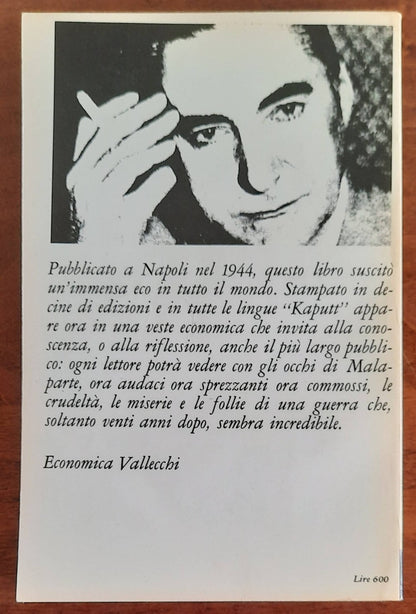 Pubblicato a Napoli nel 1944, questo libro suscitò
un'immensa eco in tutto il mondo. Stampato in de-
cine di edizioni e in tutte le lingue "Kaputt" appa-
re ora in una veste economica che invita alla cono-
scenza, o alla riflessione, anche il più largo pubbli-
co: ogni lettore potrà vedere con gli occhi di Mala-
parte, ora audaci ora sprezzanti ora commossi, le
crudeltà, le miserie e le follie di una guerra che,
soltanto venti anni dopo, sembra incredibile.
Economica Vallecchi
Lire 600